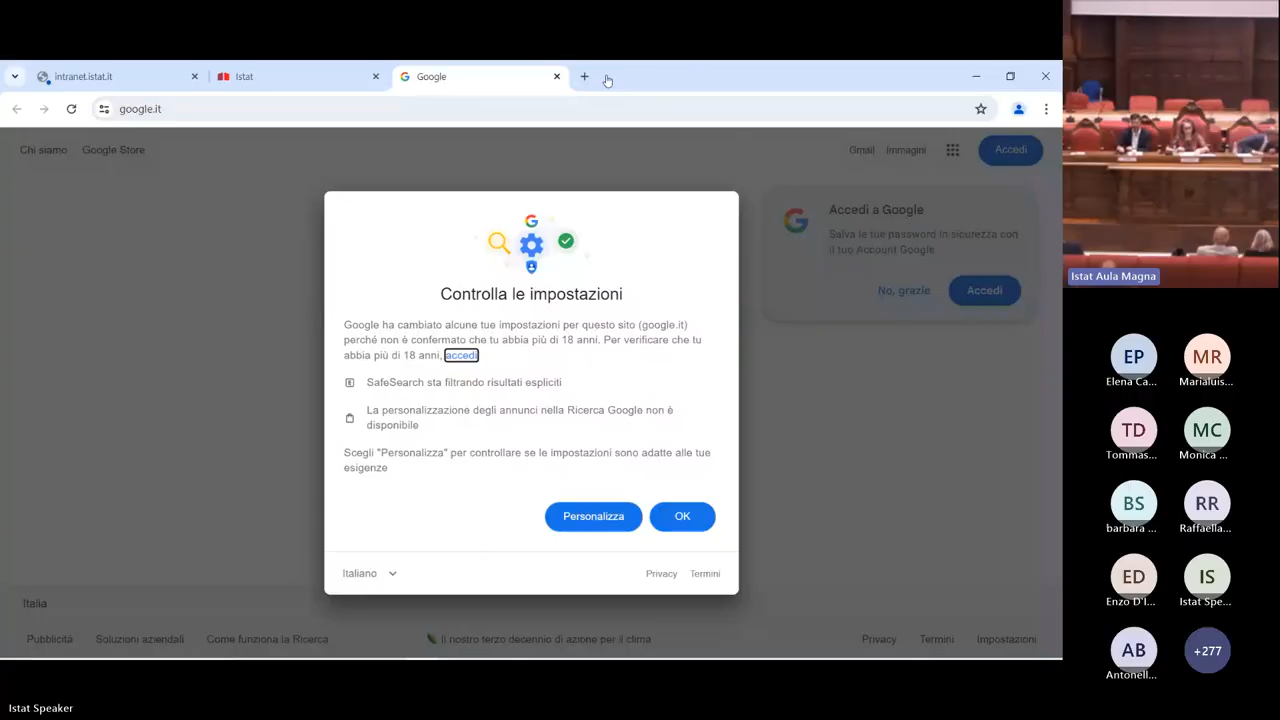 intranet.istat.it
Istat
Google
google.it
Chi siamo
Google Store
Gmail
Immagini
Accedi
Accedi a Google
Salva le tue password in sicurezza con
il tuo Account Google
No, grazie
Accedi
Controlla le impostazioni
Google ha cambiato alcune tue impostazioni per questo sito (google.it)
perché non è confermato che tu abbia più di 18 anni. Per verificare che tu
abbia più di 18 anni, accedi
SafeSearch sta filtrando risultati espliciti
La personalizzazione degli annunci nella Ricerca Google non è
disponibile
Scegli "Personalizza" per controllare se le impostazioni sono adatte alle tue
esigenze
Personalizza
OK
Italiano
Privacy
Termini
Italia
Pubblicità
Soluzioni aziendali
Come funziona la Ricerca
Il nostro terzo decennio di azione per il clima
Privacy
Termini
Impostazioni
Istat Aula Magna
EP
Elena Ca...
MR
Marialuis...
TD
Tommas...
MC
Monica ...
BS
barbara ...
RR
Raffaella...
ED
Enzo D'I...
IS
Istat Spe...
AB
Antonell...
+277
Istat Speaker